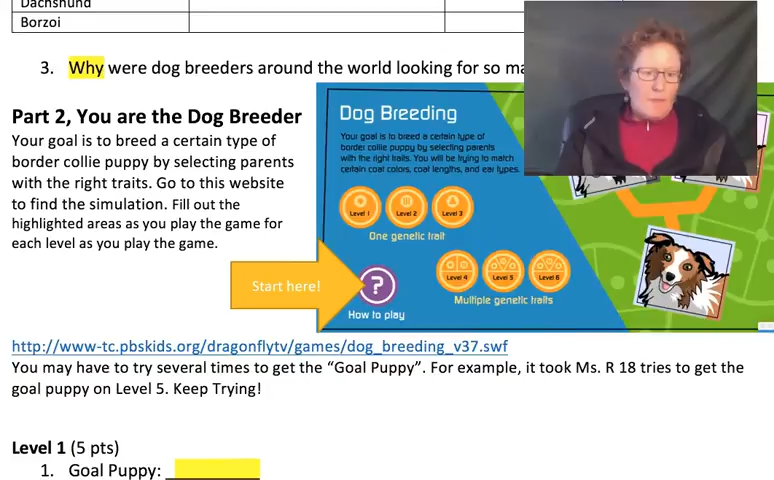 Dachshund
Borzoi
3. Why were dog breeders around the world looking for so
Part 2, You are the Dog Breeder
Your goal is to breed a certain type of
border collie puppy by selecting parents
with the right traits. Go to this website
to find the simulation. Fill out the
highlighted areas as you play the game for
each level as you play the game.
Dog Breeding
Your goal is to breed a certain type of
border collie puppy by selecting parents
with the right traits. You will be trying to match
certain coat colors, coat lengths, and ear types.
Level 1 Level 2 Level 3
One genetic trait
Level 4 Level 5 Level 6
Multiple genetic traits
Start here!
?
How to play
http://www-tc.pbskids.org/dragonflytv/games/dog_breeding_v37.swf
You may have to try several times to get the “Goal Puppy”. For example, it took Ms. R 18 tries to get the
goal puppy on Level 5. Keep Trying!
Level 1 (5 pts)
1. Goal Puppy: